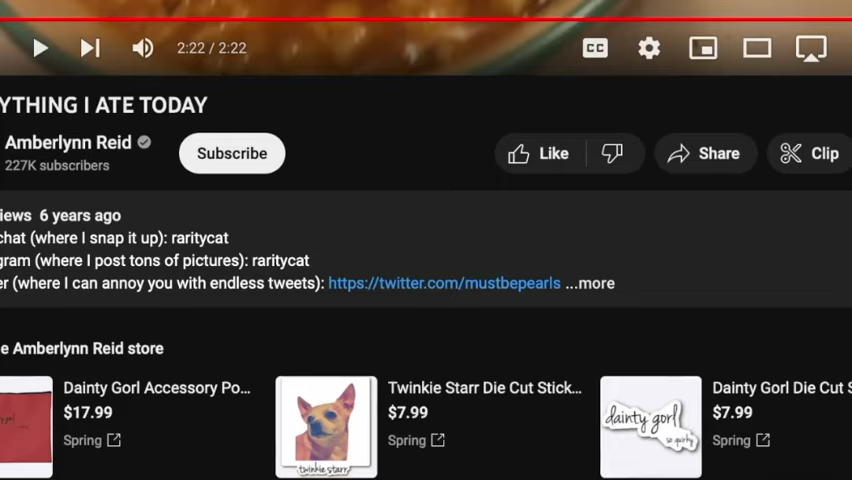 2:22 / 2:22
CC
YTHING I ATE TODAY
Amberlynn Reid
227K subscribers
Subscribe
Like
Share
Clip
iews 6 years ago
chat (where I snap it up): raritycat
gram (where I post tons of pictures): raritycat
er (where I can annoy you with endless tweets): https://twitter.com/mustbepearls ...more
e Amberlynn Reid store
Dainty Gorl Accessory Po...
$17.99
Spring
twinkie starr
Twinkie Starr Die Cut Stick...
$7.99
Spring
dainty gorl
so quirky
Dainty Gorl Die Cut S
$7.99
Spring